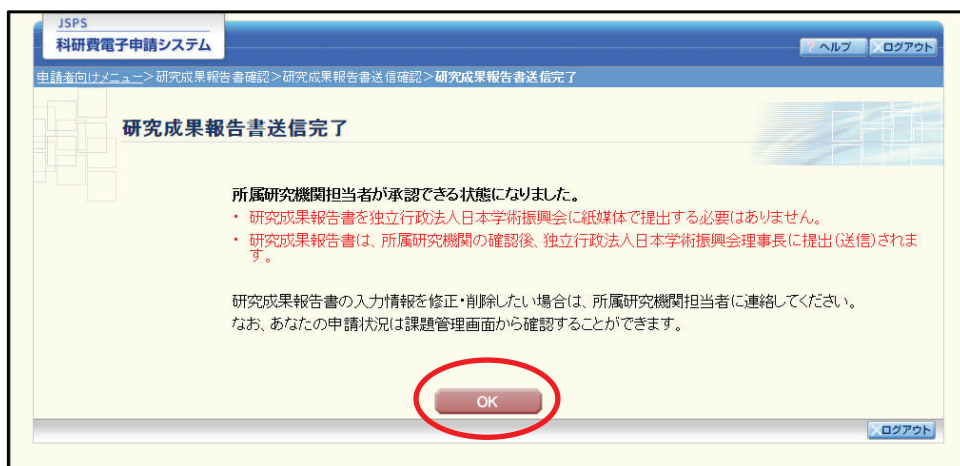 JSPS
科研費電子申請システム
? ヘルプ
ログアウト
申請者向けメニュー>研究成果報告書確認>研究成果報告書送信確認>研究成果報告書送信完了
研究成果報告書送信完了
所属研究機関担当者が承認できる状態になりました。
・ 研究成果報告書を独立行政法人日本学術振興会に紙媒体で提出する必要はありません。
・ 研究成果報告書は、所属研究機関の確認後、独立行政法人日本学術振興会理事長に提出(送信)されま
す。
研究成果報告書の入力情報を修正・削除したい場合は、所属研究機関担当者に連絡してください。
なお、あなたの申請状況は課題管理画面から確認することができます。
OK
ログアウト